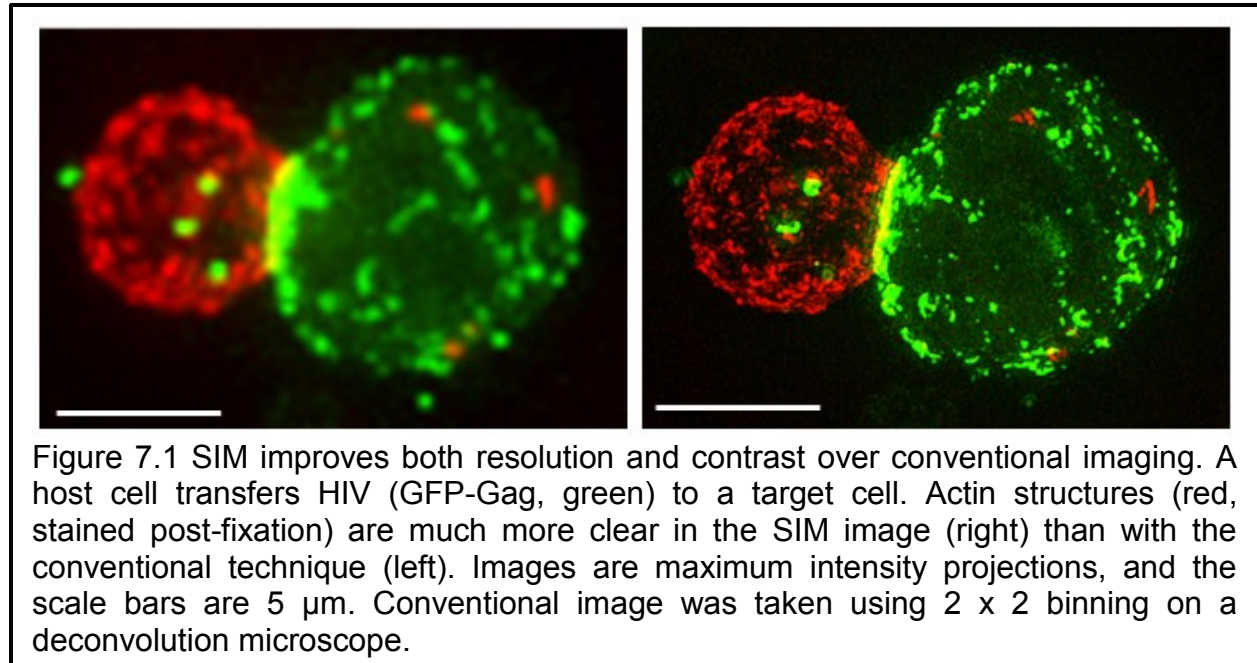 Figure 7.1 SIM improves both resolution and contrast over conventional imaging. A
host cell transfers HIV (GFP-Gag, green) to a target cell. Actin structures (red,
stained post-fixation) are much more clear in the SIM image (right) than with the
conventional technique (left). Images are maximum intensity projections, and the
scale bars are 5 μm. Conventional image was taken using 2 x 2 binning on a
deconvolution microscope.